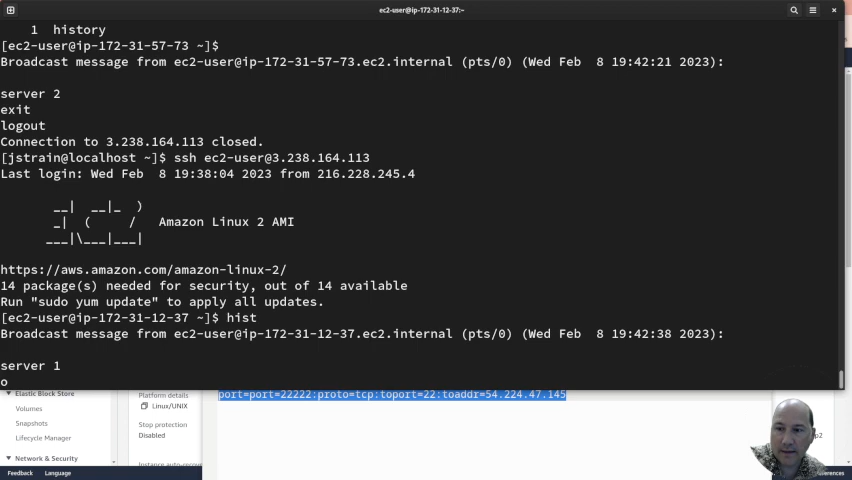 ec2-user@ip-172-31-12-37:~
1  history
[ec2-user@ip-172-31-57-73 ~]$
Broadcast message from ec2-user@ip-172-31-57-73.ec2.internal (pts/0) (Wed Feb  8 19:42:21 2023):
server 2
exit
logout
Connection to 3.238.164.113 closed.
[jstrain@localhost ~]$ ssh ec2-user@3.238.164.113
Last login: Wed Feb  8 19:38:04 2023 from 216.228.245.4
__|  __|_  )
_|  (     /   Amazon Linux 2 AMI
___|\___|___|
https://aws.amazon.com/amazon-linux-2/
14 package(s) needed for security, out of 14 available
Run "sudo yum update" to apply all updates.
[ec2-user@ip-172-31-12-37 ~]$ hist
Broadcast message from ec2-user@ip-172-31-12-37.ec2.internal (pts/0) (Wed Feb  8 19:42:38 2023):
server 1
o
port=port=22222:proto=tcp:toport=22:toaddr=54.224.47.145
Elastic Block Store
Volumes
Snapshots
Lifecycle Manager
Network & Security
Platform details
Linux/UNIX
Stop protection
Disabled
Feedback Language